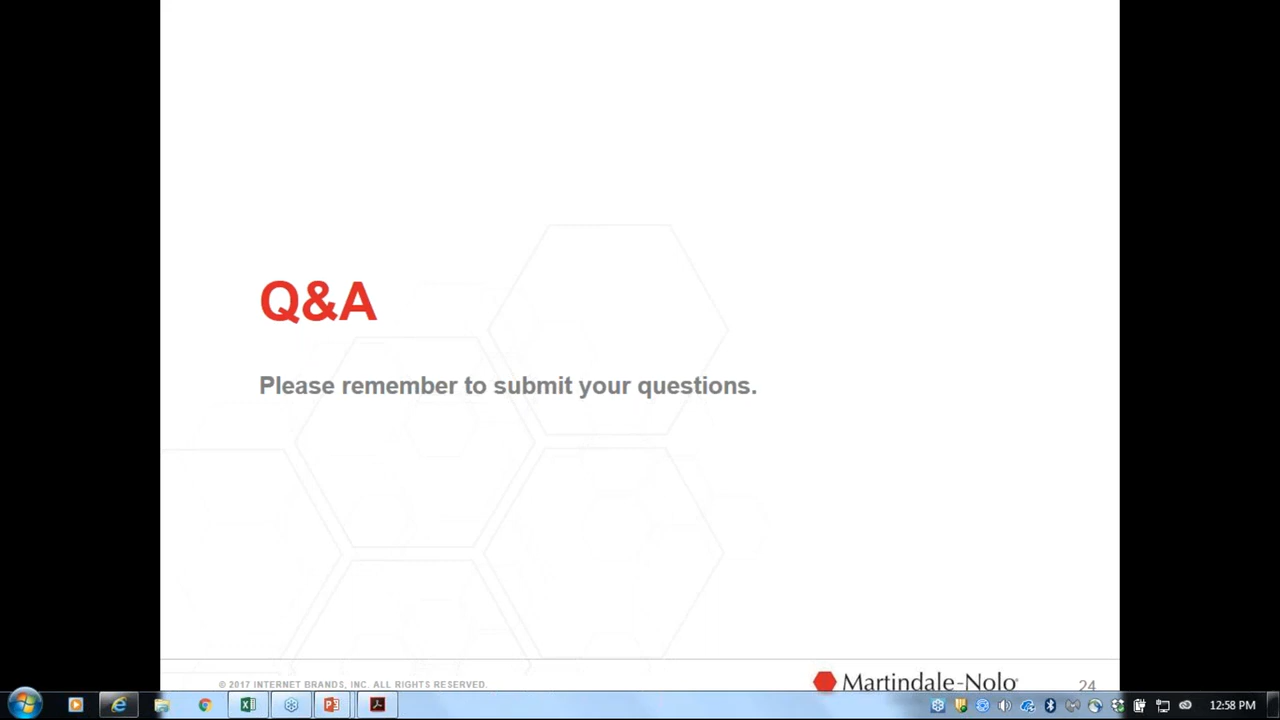 Q&A
Please remember to submit your questions.
© 2017 INTERNET BRANDS, INC. ALL RIGHTS RESERVED.
Martindale-Nolo®
24
12:58 PM